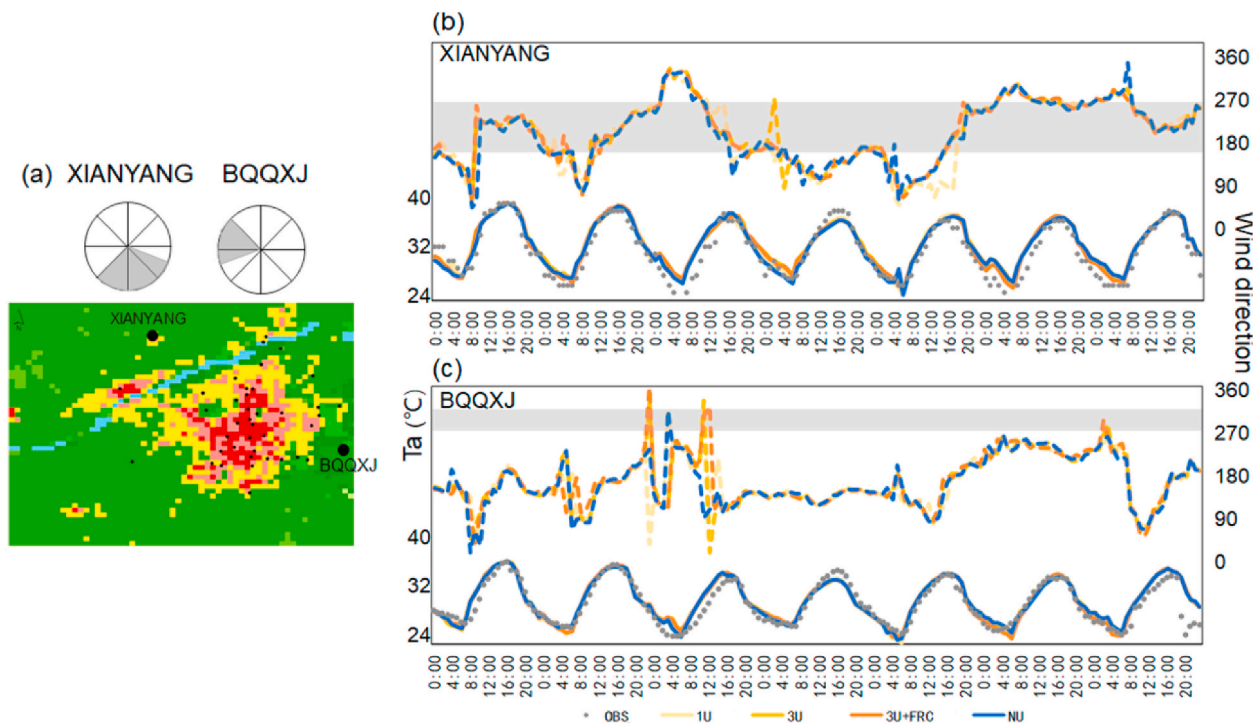 (a) XIANYANG BQQXJ
XIANYANG
BQQXJ
(b)
XIANYANG
360
270
180
90
0
40
32
24
0:00 4:00 8:00 12:00 16:00 20:00 0:00 4:00 8:00 12:00 16:00 20:00 0:00 4:00 8:00 12:00 16:00 20:00 0:00 4:00 8:00 12:00 16:00 20:00 0:00 4:00 8:00 12:00 16:00 20:00 0:00 4:00 8:00 12:00 16:00 20:00 0:00 4:00 8:00 12:00 16:00 20:00
Wind direction
Ta (℃)
(c)
BQQXJ
360
270
180
90
0
40
32
24
0:00 4:00 8:00 12:00 16:00 20:00 0:00 4:00 8:00 12:00 16:00 20:00 0:00 4:00 8:00 12:00 16:00 20:00 0:00 4:00 8:00 12:00 16:00 20:00 0:00 4:00 8:00 12:00 16:00 20:00 0:00 4:00 8:00 12:00 16:00 20:00 0:00 4:00 8:00 12:00 16:00 20:00
OBS 1U 3U 3U+FRC NU